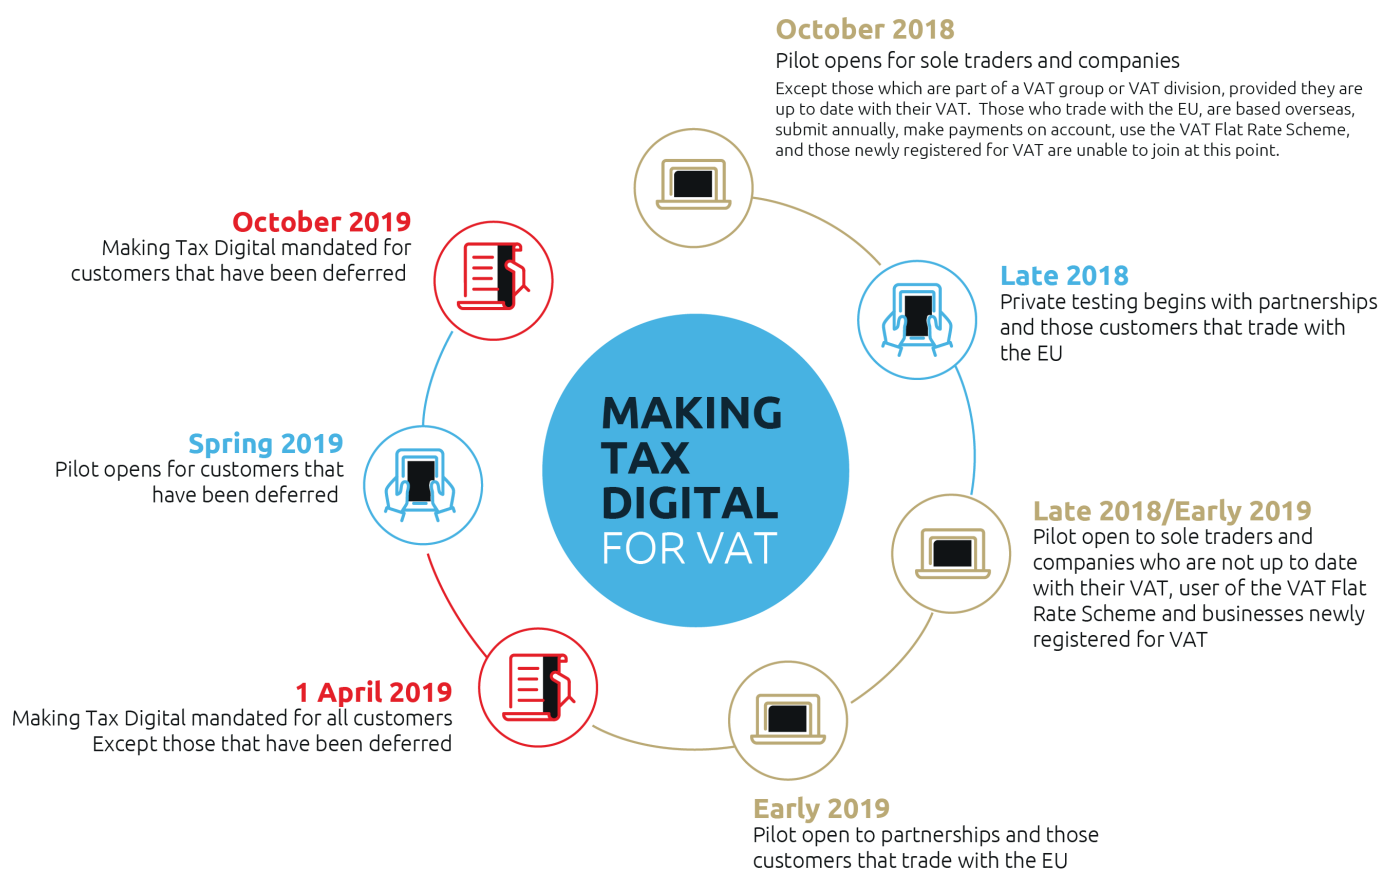 October 2018
Pilot opens for sole traders and companies
Except those which are part of a VAT group or VAT division, provided they are
up to date with their VAT. Those who trade with the EU, are based overseas,
submit annually, make payments on account, use the VAT Flat Rate Scheme,
and those newly registered for VAT are unable to join at this point.
Late 2018
Private testing begins with partnerships
and those customers that trade with
the EU
Late 2018/Early 2019
Pilot open to sole traders and
companies who are not up to date
with their VAT, user of the VAT Flat
Rate Scheme and businesses newly
registered for VAT
Early 2019
Pilot open to partnerships and those
customers that trade with the EU
1 April 2019
Making Tax Digital mandated for all customers
Except those that have been deferred
Spring 2019
Pilot opens for customers that
have been deferred
October 2019
Making Tax Digital mandated for
customers that have been deferred
MAKING
TAX
DIGITAL
FOR VAT